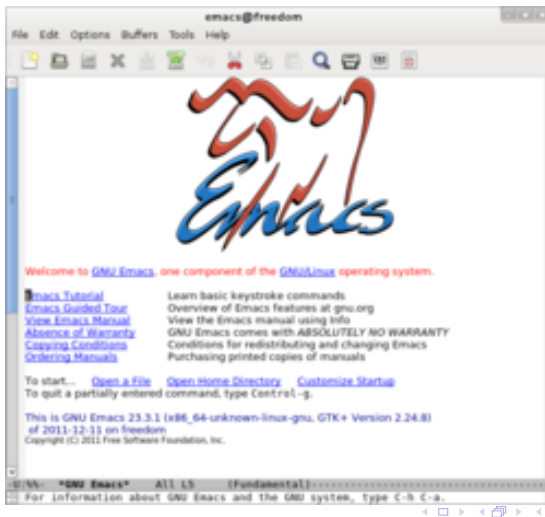 emacs@freedom
File Edit Options Buffers Tools Help
Emacs
Welcome to GNU Emacs, one component of the GNU/Linux operating system.
Emacs Tutorial Learn basic keystroke commands
Emacs Guided Tour Overview of Emacs features at gnu.org
View Emacs Manual View the Emacs manual using Info
Absence of Warranty GNU Emacs comes with ABSOLUTELY NO WARRANTY
Copying Conditions Conditions for redistributing and changing Emacs
Ordering Manuals Purchasing printed copies of manuals
To start... Open a File Open Home Directory Customize Startup
To quit a partially entered command, type Control-g.
This is GNU Emacs 23.3.1 (x86_64-unknown-linux-gnu, GTK+ Version 2.24.8)
of 2011-12-11 on freedom
Copyright (C) 2011 Free Software Foundation, Inc.
-U:%%- *GNU Emacs* All L5 (Fundamental)
For information about GNU Emacs and the GNU system, type C-h C-a.